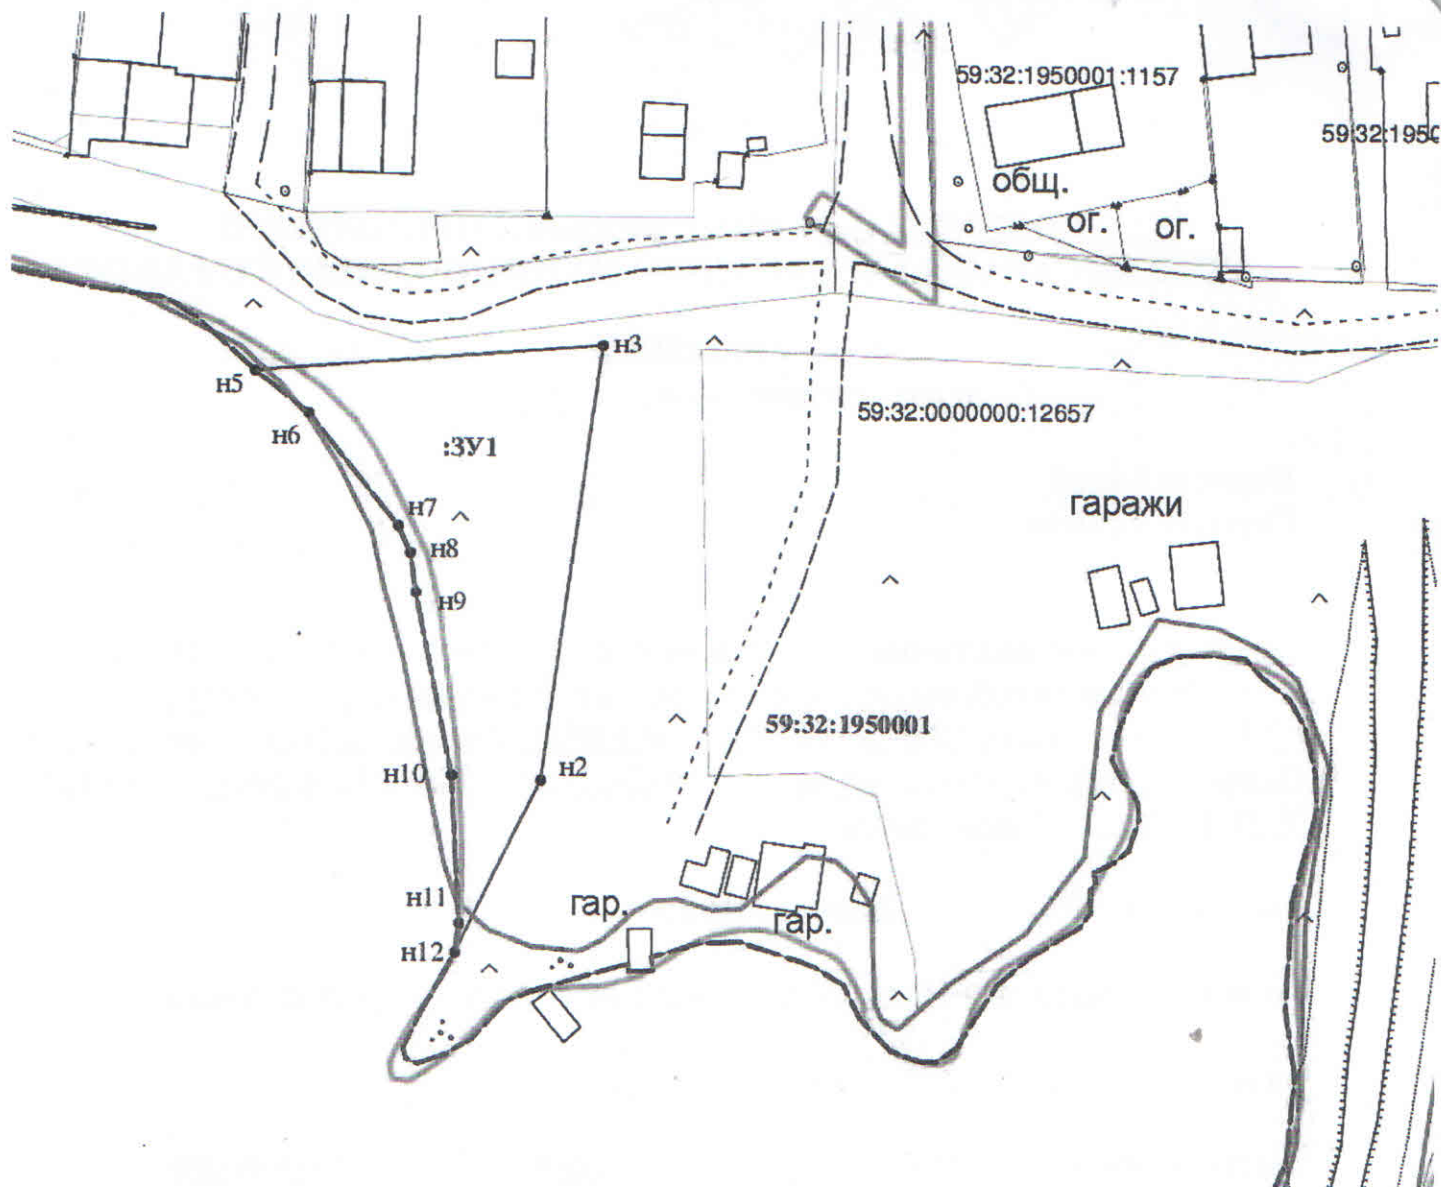 59:32:1950001:1157
59:32:195
общ.
ог.
ог.
н3
н5
59:32:0000000:12657
н6
:ЗУ1
гаражи
н7
н8
н9
59:32:1950001
н10
н2
гар.
н11
гар.
н12